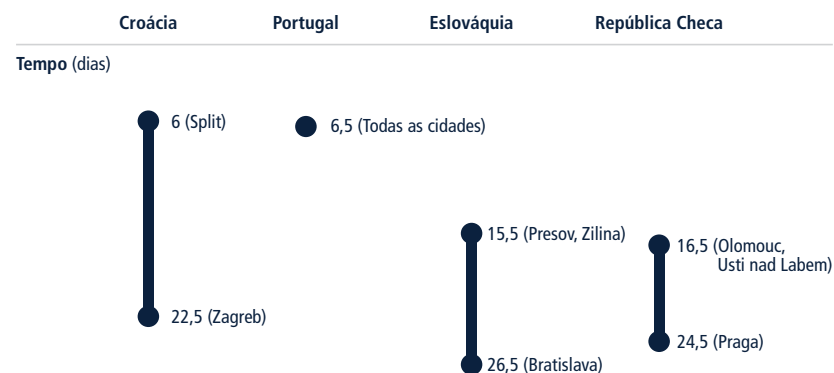 Croácia Portugal Eslováquia República Checa
Tempo (dias)
6 (Split)
6,5 (Todas as cidades)
15,5 (Presov, Zilina)
16,5 (Olomouc,
Usti nad Labem)
22,5 (Zagreb)
24,5 (Praga)
26,5 (Bratislava)